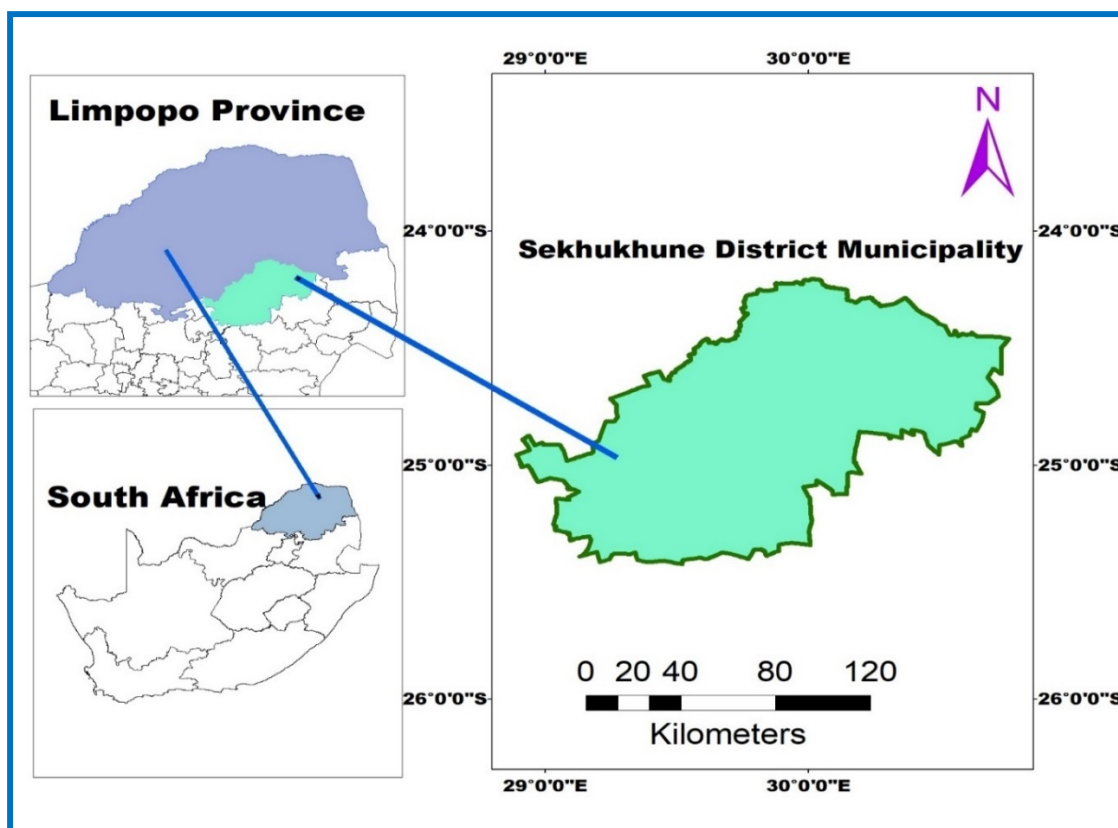 Limpopo Province
South Africa
29°0'0"E 30°0'0"E
N
24°0'0"S 24°0'0"S
Sekhukhune District Municipality
25°0'0"S 25°0'0"S
0 20 40 80 120
Kilometers
26°0'0"S 26°0'0"S
29°0'0"E 30°0'0"E